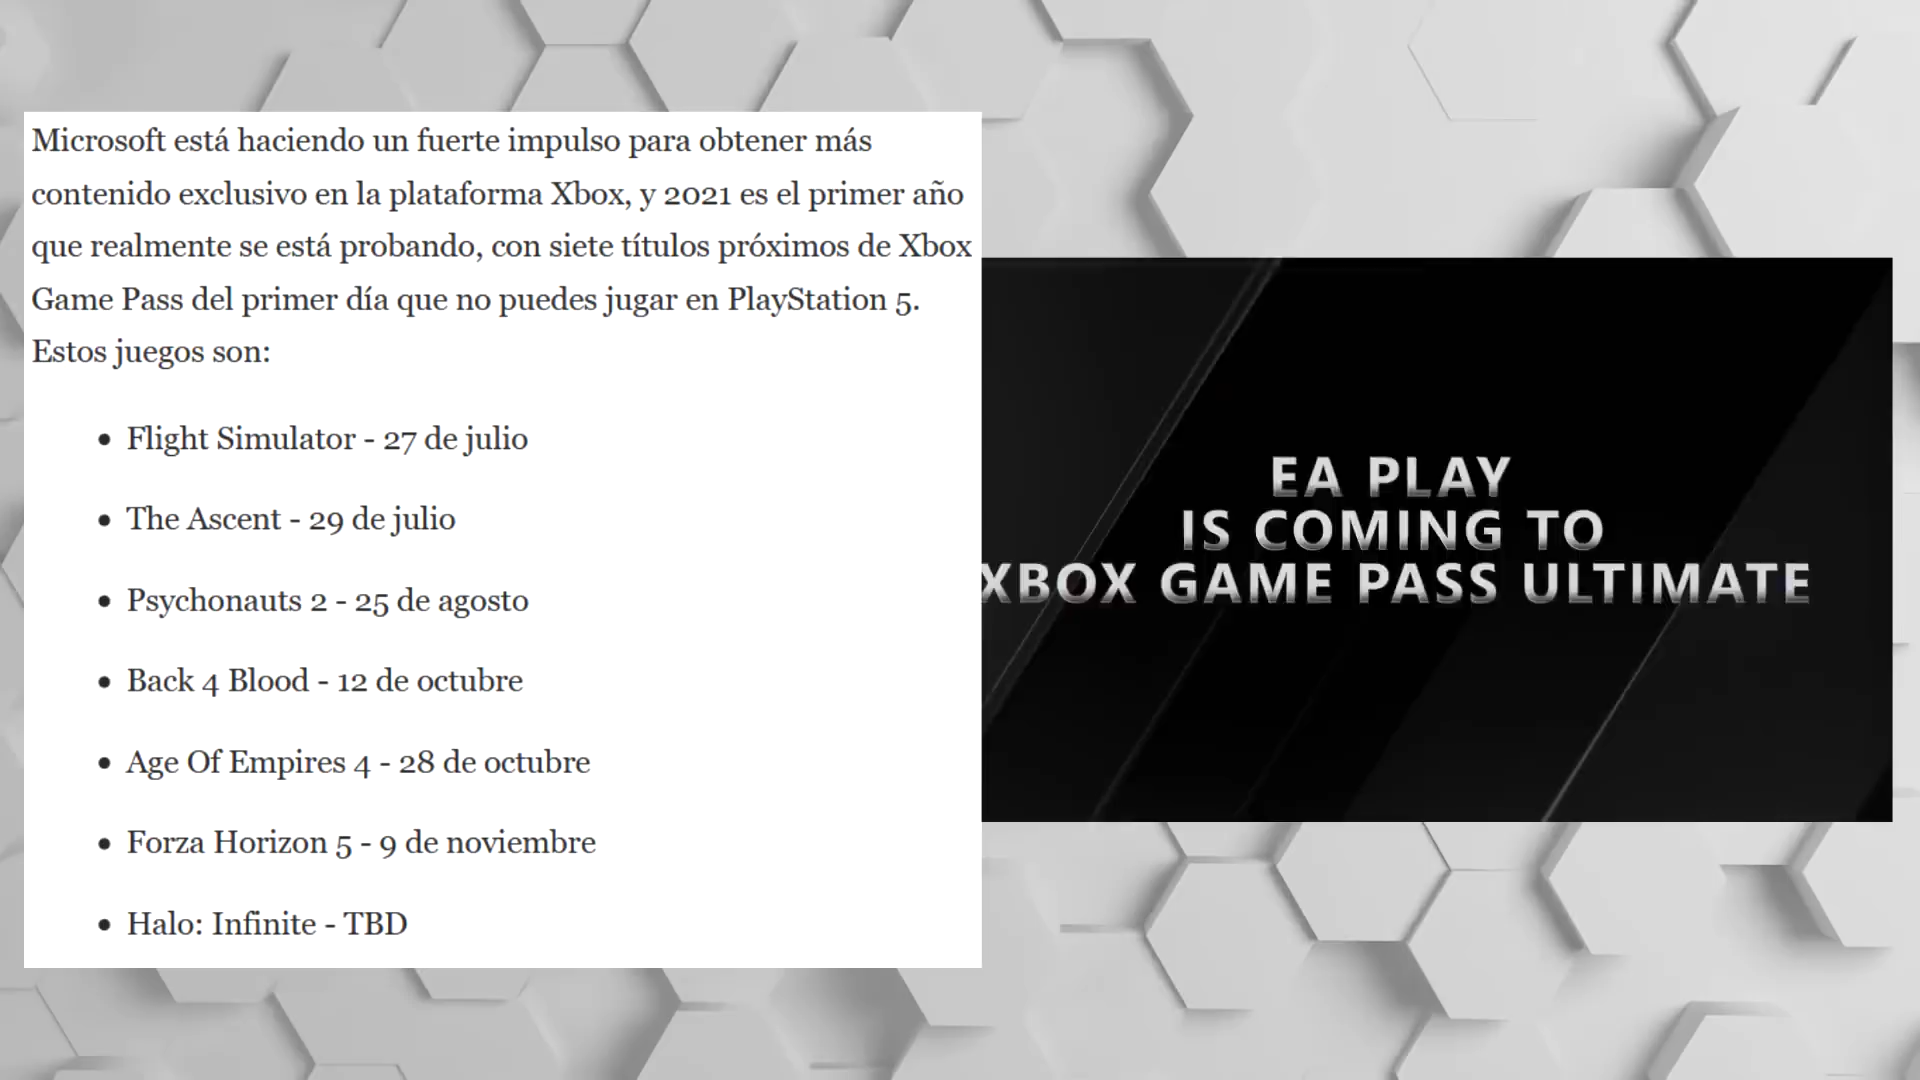 Microsoft está haciendo un fuerte impulso para obtener más
contenido exclusivo en la plataforma Xbox, y 2021 es el primer año
que realmente se está probando, con siete títulos próximos de Xbox
Game Pass del primer día que no puedes jugar en PlayStation 5.
Estos juegos son:
• Flight Simulator - 27 de julio
• The Ascent - 29 de julio
• Psychonauts 2 - 25 de agosto
• Back 4 Blood - 12 de octubre
• Age Of Empires 4 - 28 de octubre
• Forza Horizon 5 - 9 de noviembre
• Halo: Infinite - TBD
EA PLAY
IS COMING TO
XBOX GAME PASS ULTIMATE